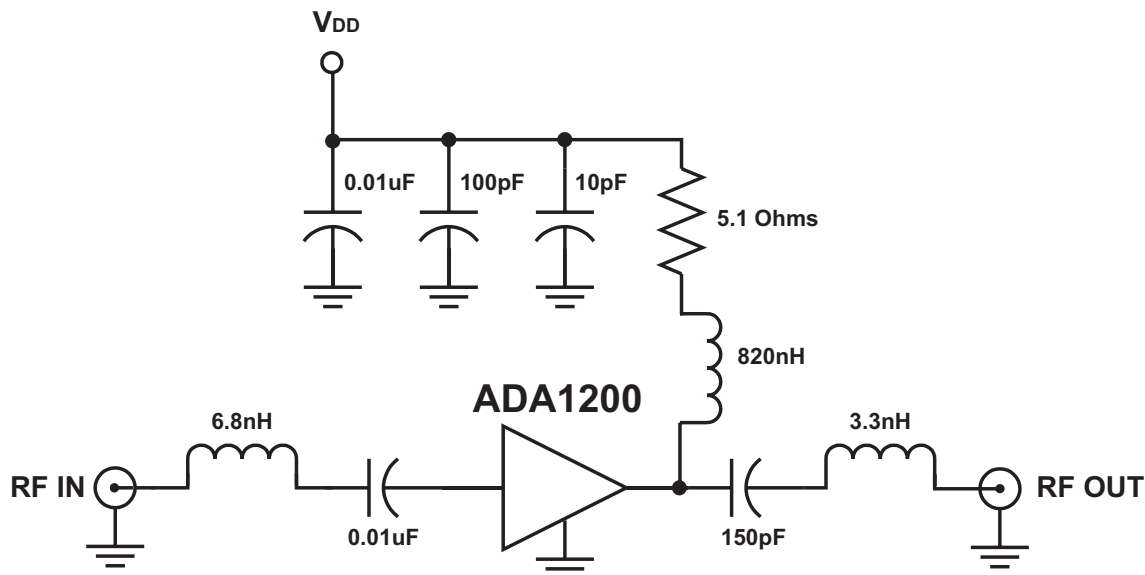 VDD
0.01uF
100pF
10pF
5.1 Ohms
820nH
ADA1200
6.8nH
3.3nH
RF IN
RF OUT
0.01uF
150pF